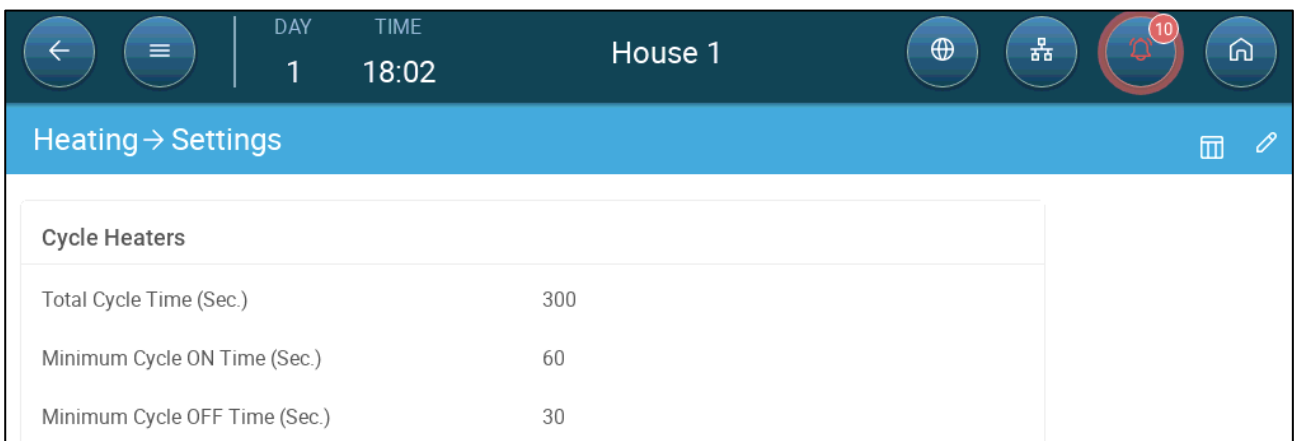 DAY TIME
1 18:02
House 1
10
Heating → Settings
Cycle Heaters
Total Cycle Time (Sec.) 300
Minimum Cycle ON Time (Sec.) 60
Minimum Cycle OFF Time (Sec.) 30